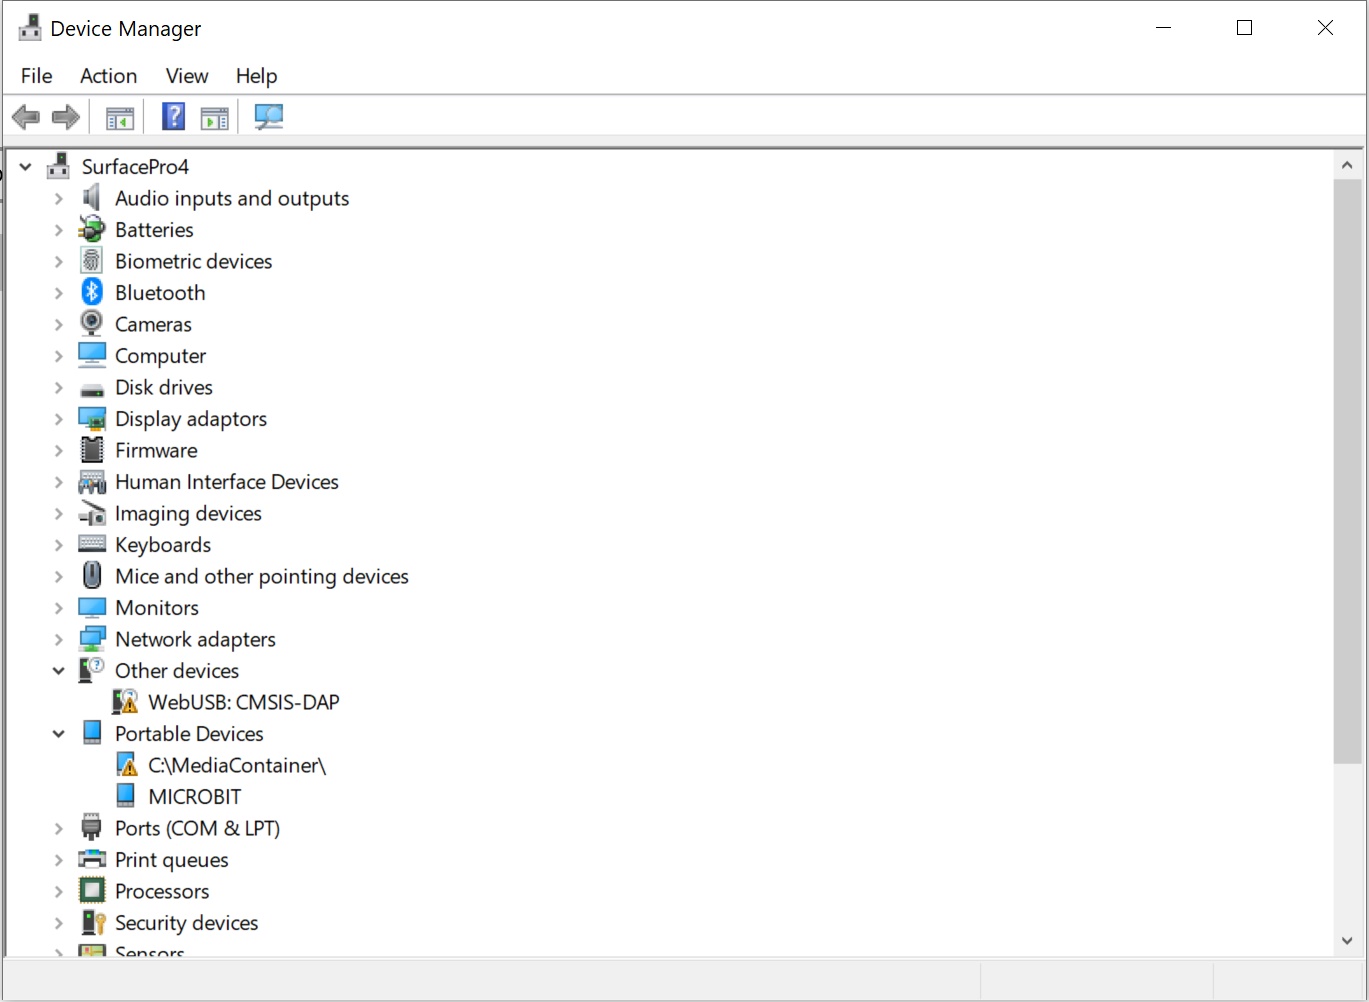 Device Manager
File Action View Help
SurfacePro4
Audio inputs and outputs
Batteries
Biometric devices
Bluetooth
Cameras
Computer
Disk drives
Display adaptors
Firmware
Human Interface Devices
Imaging devices
Keyboards
Mice and other pointing devices
Monitors
Network adapters
Other devices
WebUSB: CMSIS-DAP
Portable Devices
C:\MediaContainer\
MICROBIT
Ports (COM & LPT)
Print queues
Processors
Security devices
Sensors